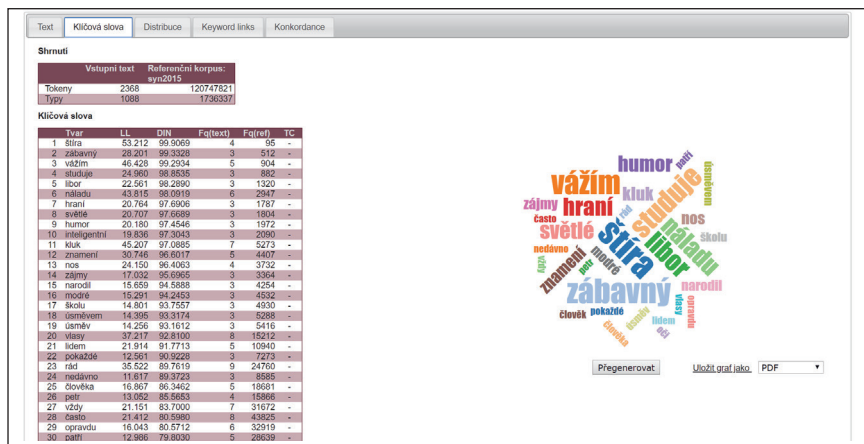 Text Klíčová slova Distribuce Keyword links Konkordance
Shrnutí
Vstupní text Referenční korpus:
syn2015
Tokeny 2368 120747821
Typy 1088 1736337
Klíčová slova
Tvar LL DIN Fq(text) Fq(ref) TC
1 štíra 53.212 99.9069 4 95 -
2 zábavný 28.201 99.3328 3 512 -
3 vážím 46.428 99.2934 5 904 -
4 studuje 24.960 98.8535 3 882 -
5 libor 22.561 98.2890 3 1320 -
6 náladu 43.815 98.0919 6 2947 -
7 hraní 20.764 97.6906 3 1787 -
8 světlé 20.707 97.6689 3 1804 -
9 humor 20.180 97.4546 3 1972 -
10 inteligentní 19.836 97.3043 3 2090 -
11 kluk 45.207 97.0885 7 5273 -
12 znamení 30.746 96.6017 5 4407 -
13 nos 24.150 96.4063 4 3732 -
14 zájmy 17.032 95.6965 3 3364 -
15 narodil 15.659 94.5888 3 4254 -
16 modré 15.291 94.2453 3 4532 -
17 školu 14.801 93.7557 3 4930 -
18 úsměvem 14.395 93.3174 3 5288 -
19 úsměv 14.256 93.1612 3 5416 -
20 vlasy 37.217 92.8100 8 15212 -
21 lidem 21.914 91.7713 5 10940 -
22 pokaždé 12.561 90.9228 3 7273 -
23 rád 35.522 89.7619 9 24760 -
24 nedávno 11.617 89.3723 3 8585 -
25 člověka 16.867 86.3462 5 18681 -
26 petr 13.052 85.5653 4 15866 -
27 vždy 21.151 83.7000 7 31672 -
28 často 21.412 80.5980 8 43825 -
29 opravdu 16.043 80.5712 6 32919 -
30 patří 12.986 79.8030 5 28639 -
humor patří
vážím kluk studuje úsměvem
zájmy hraní rád
často světlé štíra libor náladu nos
školu
nedávno
vždy znamení petr modré
zábavný vlasy narodil
opravdu
člověk pokaždé
člověka úsměv lidem
oči
Přegenerovat Uložit graf jako PDF